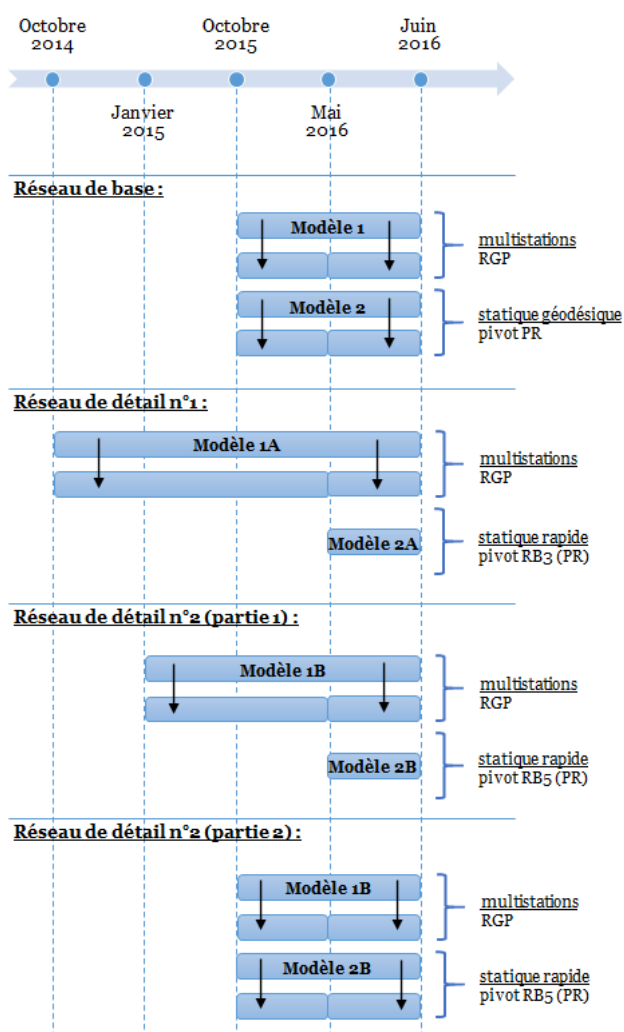 Octobre
2014
Octobre
2015
Juin
2016
Janvier
2015
Mai
2016
Réseau de base :
Modèle 1
multistations
RGP
Modèle 2
statique géodésique
pivot PR
Réseau de détail n°1 :
Modèle 1A
multistations
RGP
Modèle 2A
statique rapide
pivot RB3 (PR)
Réseau de détail n°2 (partie 1) :
Modèle 1B
multistations
RGP
Modèle 2B
statique rapide
pivot RB5 (PR)
Réseau de détail n°2 (partie 2) :
Modèle 1B
multistations
RGP
Modèle 2B
statique rapide
pivot RB5 (PR)